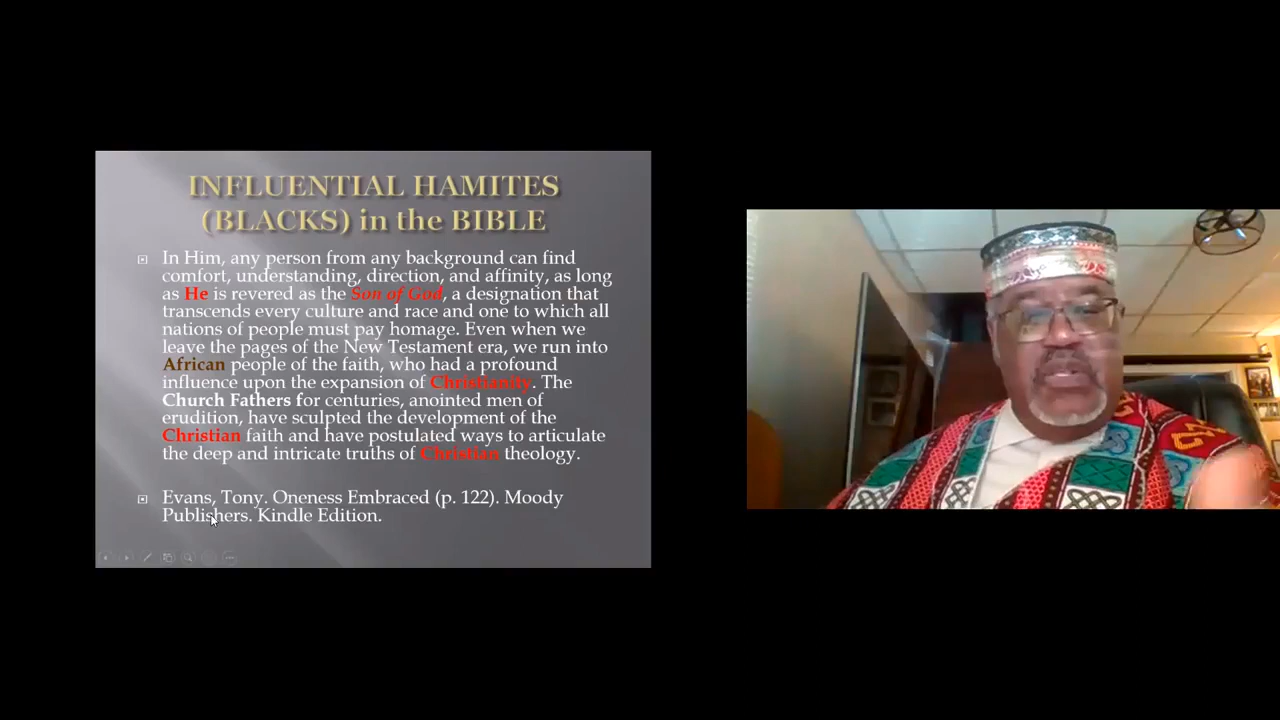 INFLUENTIAL HAMITES
(BLACKS) in the BIBLE
In Him, any person from any background can find
comfort, understanding, direction, and affinity, as long
as He is revered as the Son of God, a designation that
transcends every culture and race and one to which all
nations of people must pay homage. Even when we
leave the pages of the New Testament era, we run into
African people of the faith, who had a profound
influence upon the expansion of Christianity. The
Church Fathers for centuries, anointed men of
erudition, have sculpted the development of the
Christian faith and have postulated ways to articulate
the deep and intricate truths of Christian theology.
Evans, Tony. Oneness Embraced (p. 122). Moody
Publishers. Kindle Edition.